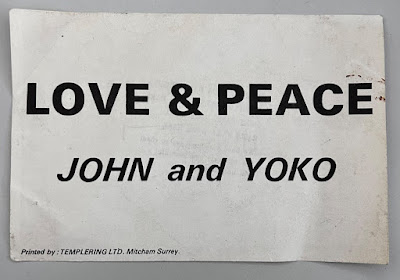 LOVE & PEACE
JOHN and YOKO
Printed by : TEMPLERING LTD. Mitcham Surrey